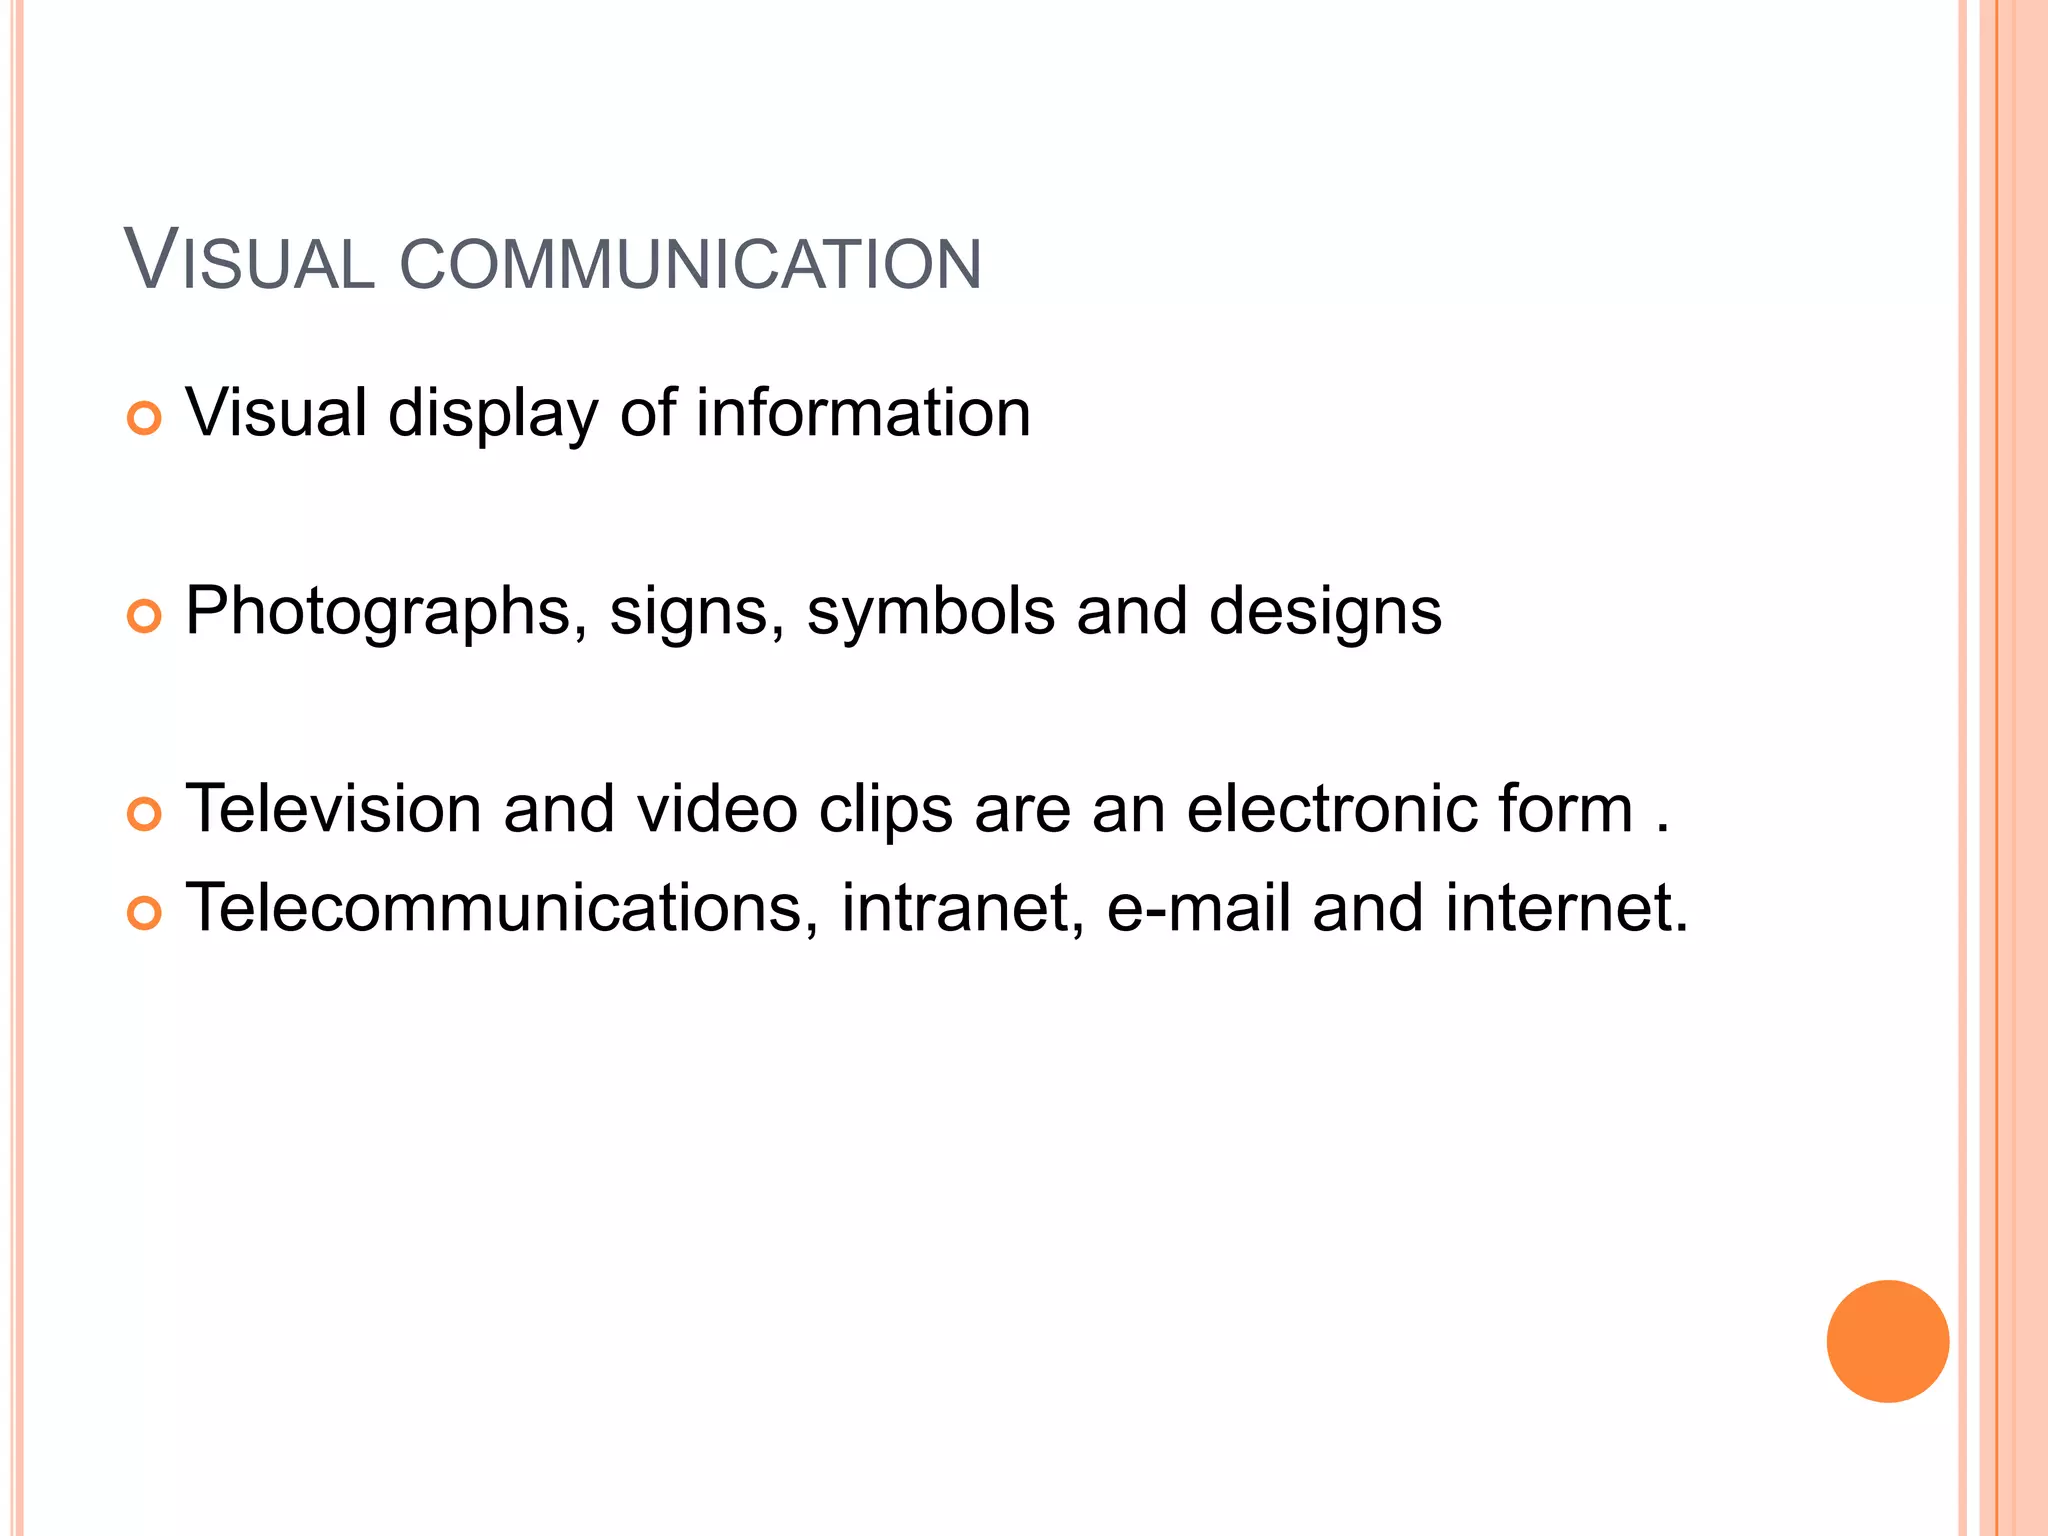 Visual communication
Visual display of information
Photographs, signs, symbols and designs
Television and video clips are an electronic form .
Telecommunications, intranet, e-mail and internet.